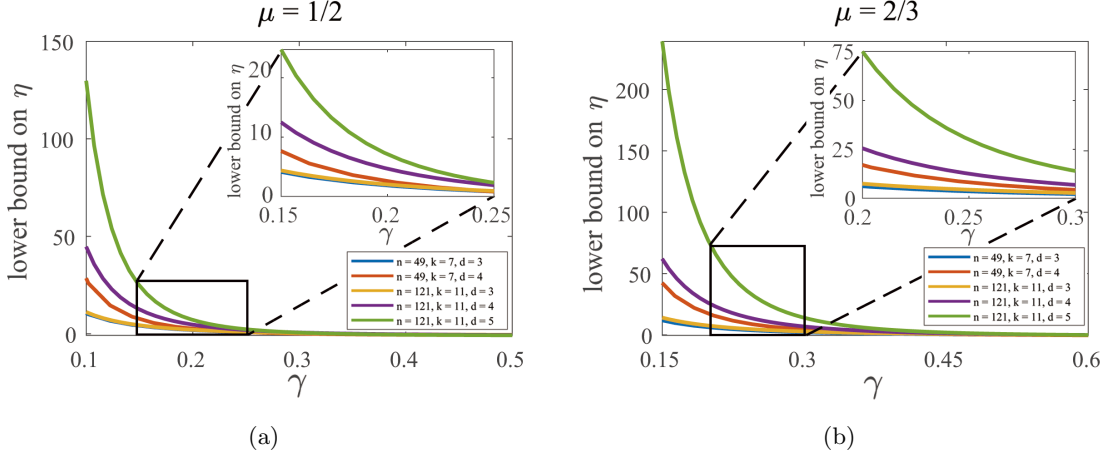 μ = 1/2
lower bound on η
150
100
50
0
0.1
0.2
0.3
0.4
0.5
γ
lower bound on η
20
10
0
0.15
0.2
0.25
γ
n = 49, k = 7, d = 3
n = 49, k = 7, d = 4
n = 121, k = 11, d = 3
n = 121, k = 11, d = 4
n = 121, k = 11, d = 5
(a)
μ = 2/3
lower bound on η
200
150
100
50
0
0.15
0.3
0.45
0.6
γ
lower bound on η
75
50
25
0
0.2
0.25
0.3
γ
n = 49, k = 7, d = 3
n = 49, k = 7, d = 4
n = 121, k = 11, d = 3
n = 121, k = 11, d = 4
n = 121, k = 11, d = 5
(b)